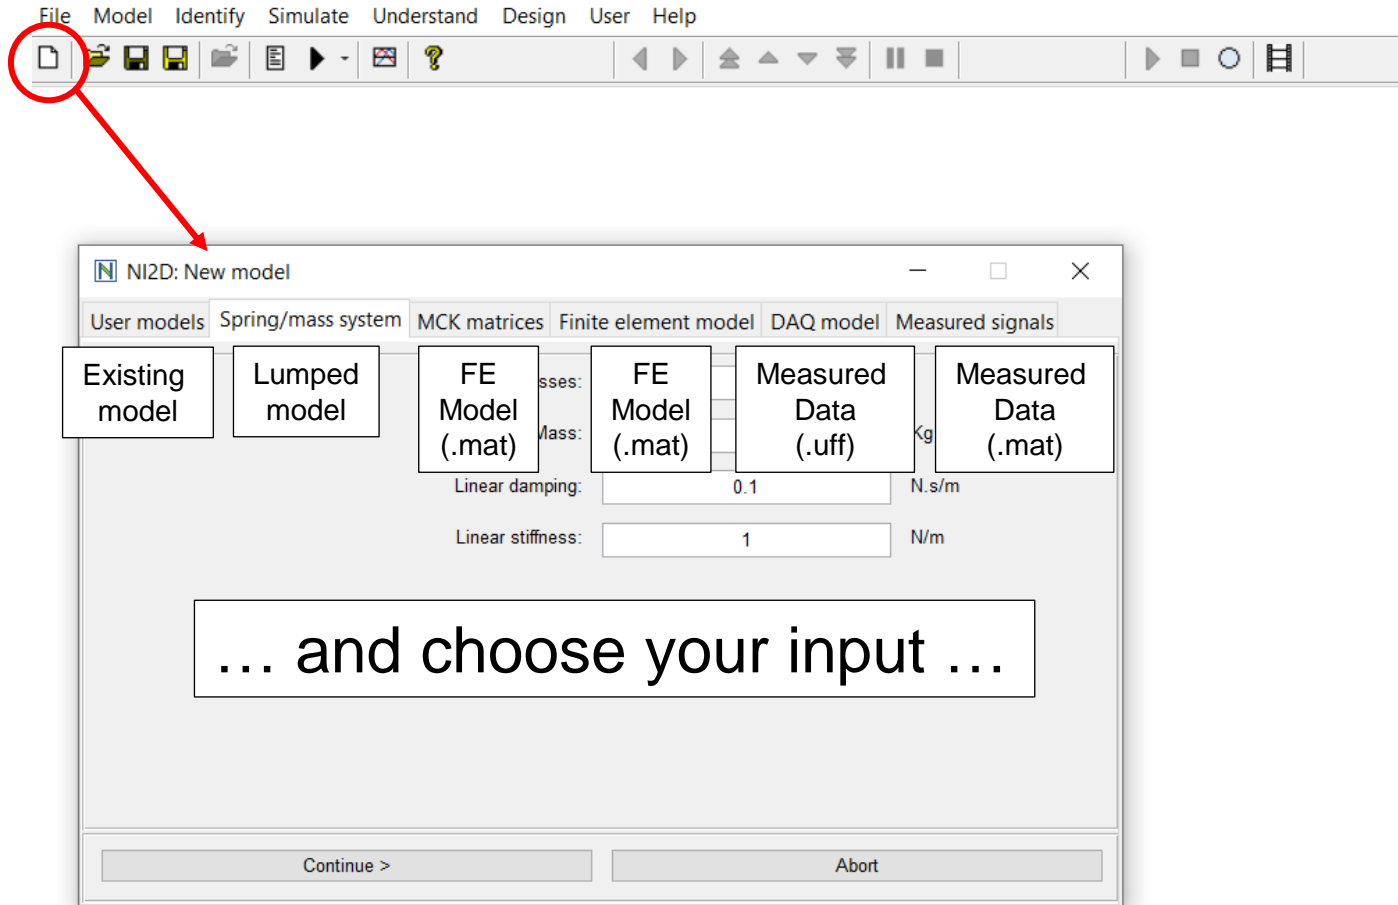 File Model Identify Simulate Understand Design User Help
NI2D: New model
User models Spring/mass system MCK matrices Finite element model DAQ model Measured signals
Existing
model
Lumped
model
FE
Model
(.mat)
FE
Model
(.mat)
Measured
Data
(.uff)
Measured
Data
(.mat)
sses:
Mass: Kg
Linear damping: 0.1 N.s/m
Linear stiffness: 1 N/m
… and choose your input …
Continue > Abort